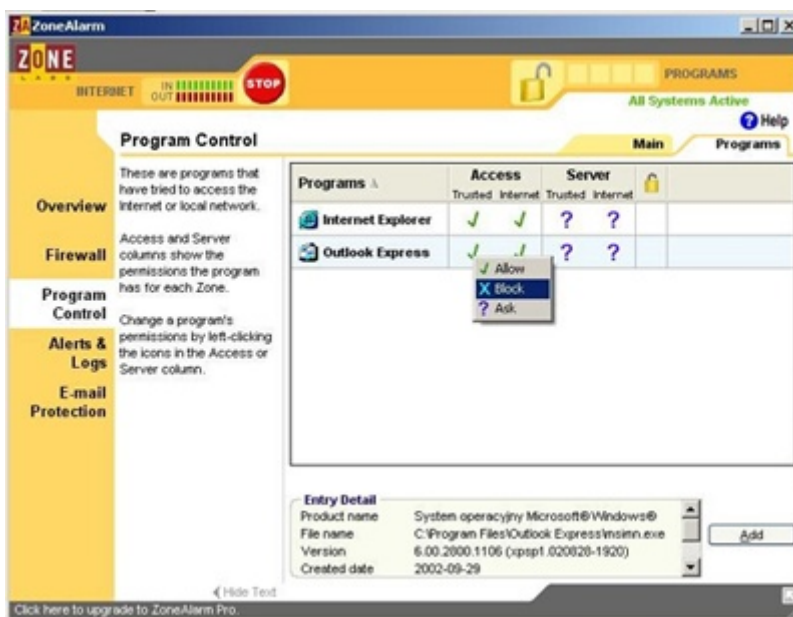 ZoneAlarm
ZONE
LABS
INTERNET
IN
OUT
STOP
PROGRAMS
All Systems Active
Help
Program Control
Main
Programs
Overview
Firewall
Program
Control
Alerts &
Logs
E-mail
Protection
These are programs that
have tried to access the
Internet or local network.
Access and Server
columns show the
permissions the program
has for each Zone.
Change a program's
permissions by left-clicking
the icons in the Access or
Server column.
Programs
Access
Server
Trusted Internet Trusted Internet
Internet Explorer
? ?
Outlook Express
? ?
Allow
X Block
? Ask
Entry Detail
Product name System operacyjny Microsoft® Windows®
File name C:\Program Files\Outlook Express\msimn.exe
Version 6.00.2800.1106 (xpsp1.020828-1920)
Created date 2002-09-29
Add
Hide Text
Click here to upgrade to ZoneAlarm Pro.